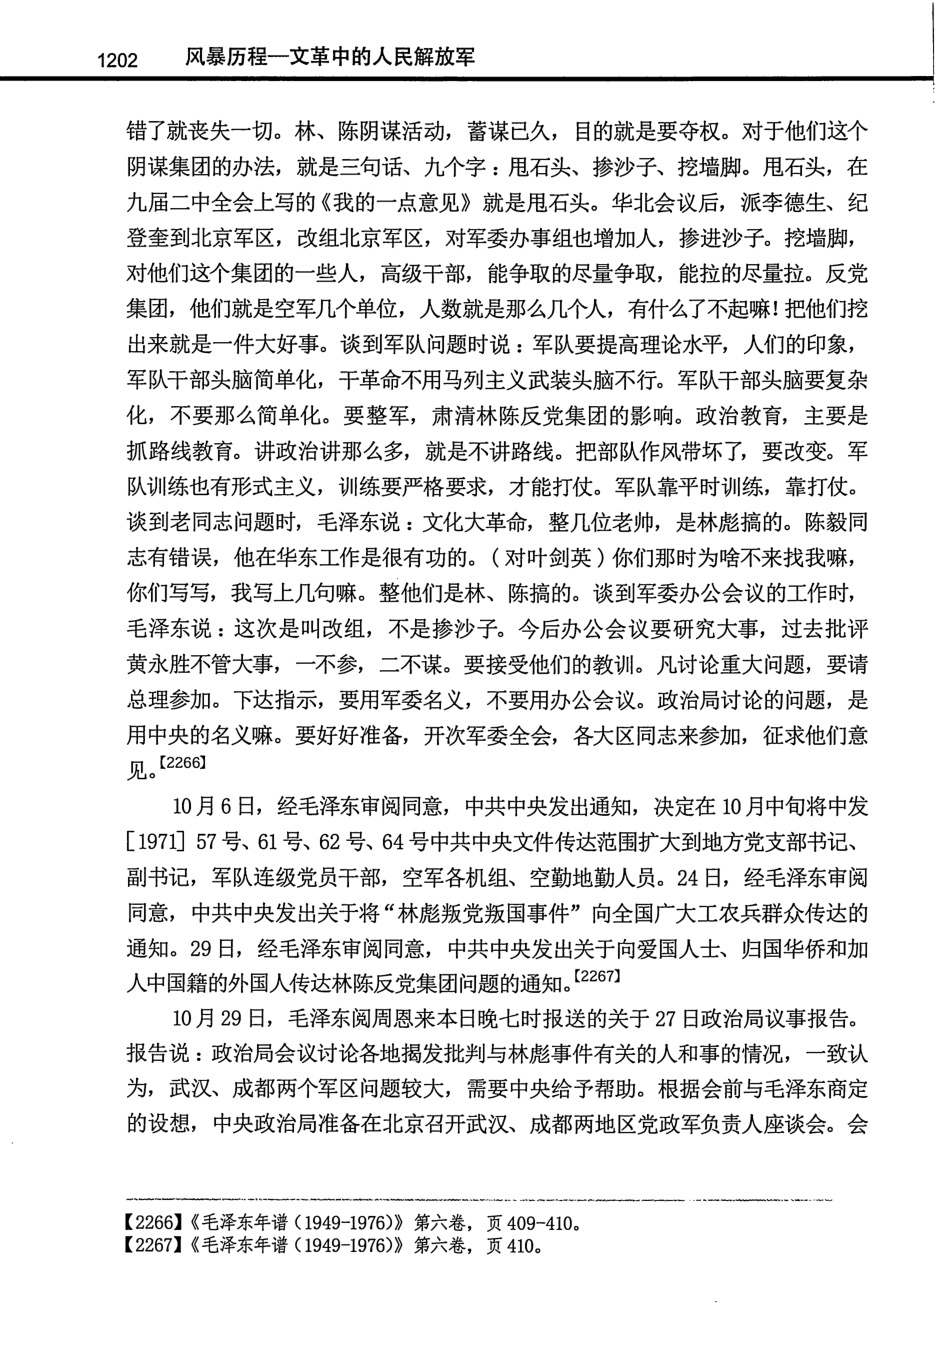 1202 风暴历程—文革中的人民解放军
错了就丧失一切。林、陈阴谋活动，蓄谋已久，目的就是要夺权。对于他们这个
阴谋集团的办法，就是三句话、九个字：甩石头、掺沙子、挖墙脚。甩石头，在
九届二中全会上写的《我的一点意见》就是甩石头。华北会议后，派李德生、纪
登奎到北京军区，改组北京军区，对军委办事组也增加人，掺进沙子。挖墙脚，
对他们这个集团的一些人，高级干部，能争取的尽量争取，能拉的尽量拉。反党
集团，他们就是空军几个单位，人数就是那么几个人，有什么了不起嘛！把他们挖
出来就是一件大好事。谈到军队问题时说：军队要提高理论水平，人们的印象，
军队干部头脑简单化，干革命不用马列主义武装头脑不行。军队干部头脑要复杂
化，不要那么简单化。要整军，肃清林陈反党集团的影响。政治教育，主要是
抓路线教育。讲政治讲那么多，就是不讲路线。把部队作风带坏了，要改变。军
队训练也有形式主义，训练要严格要求，才能打仗。军队靠平时训练，靠打仗。
谈到老同志问题时，毛泽东说：文化大革命，整几位老帅，是林彪搞的。陈毅同
志有错误，他在华东工作是很有功的。（对叶剑英）你们那时为啥不来找我嘛，
你们写写，我写上几句嘛。整他们是林、陈搞的。谈到军委办公会议的工作时，
毛泽东说：这次是叫改组，不是掺沙子。今后办公会议要研究大事，过去批评
黄永胜不管大事，一不参，二不谋。要接受他们的教训。凡讨论重大问题，要请
总理参加。下达指示，要用军委名义，不要用办公会议。政治局讨论的问题，是
用中央的名义嘛。要好好准备，开次军委全会，各大区同志来参加，征求他们意
见。【2266】
10月6日，经毛泽东审阅同意，中共中央发出通知，决定在10月中旬将中发
［1971］57号、61号、62号、64号中共中央文件传达范围扩大到地方党支部书记、
副书记，军队连级党员干部，空军各机组、空勤地勤人员。24日，经毛泽东审阅
同意，中共中央发出关于将“林彪叛党叛国事件”向全国广大工农兵群众传达的
通知。29日，经毛泽东审阅同意，中共中央发出关于向爱国人士、归国华侨和加
人中国籍的外国人传达林陈反党集团问题的通知。【2267】
10月29日，毛泽东阅周恩来本日晚七时报送的关于27日政治局议事报告。
报告说：政治局会议讨论各地揭发批判与林彪事件有关的人和事的情况，一致认
为，武汉、成都两个军区问题较大，需要中央给予帮助。根据会前与毛泽东商定
的设想，中央政治局准备在北京召开武汉、成都两地区党政军负责人座谈会。会
【2266】《毛泽东年谱（1949-1976）》第六卷，页409-410。
【2267】《毛泽东年谱（1949-1976）》第六卷，页410。